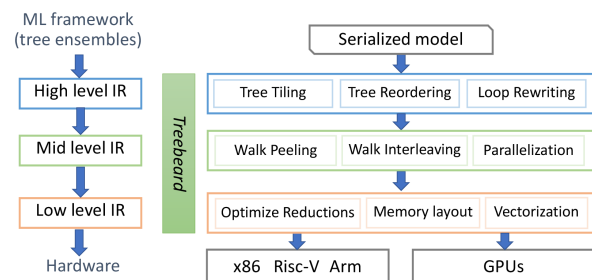 ML framework
(tree ensembles)
High level IR
Mid level IR
Low level IR
Hardware
Treebeard
Serialized model
Tree Tiling
Tree Reordering
Loop Rewriting
Walk Peeling
Walk Interleaving
Parallelization
Optimize Reductions
Memory layout
Vectorization
x86 Risc-V Arm
GPUs